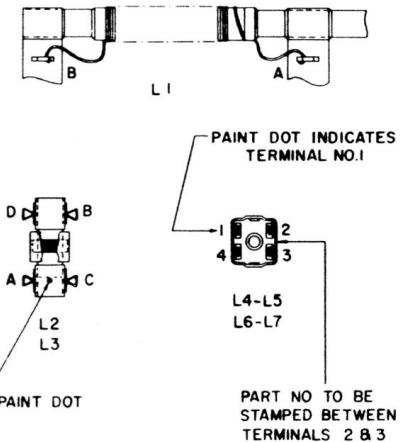 B
A
L1
PAINT DOT INDICATES
TERMINAL NO.1
D B
1 2
4 3
A C
L2
L3
L4-L5
L6-L7
PAINT DOT
PART NO TO BE
STAMPED BETWEEN
TERMINALS 2 & 3